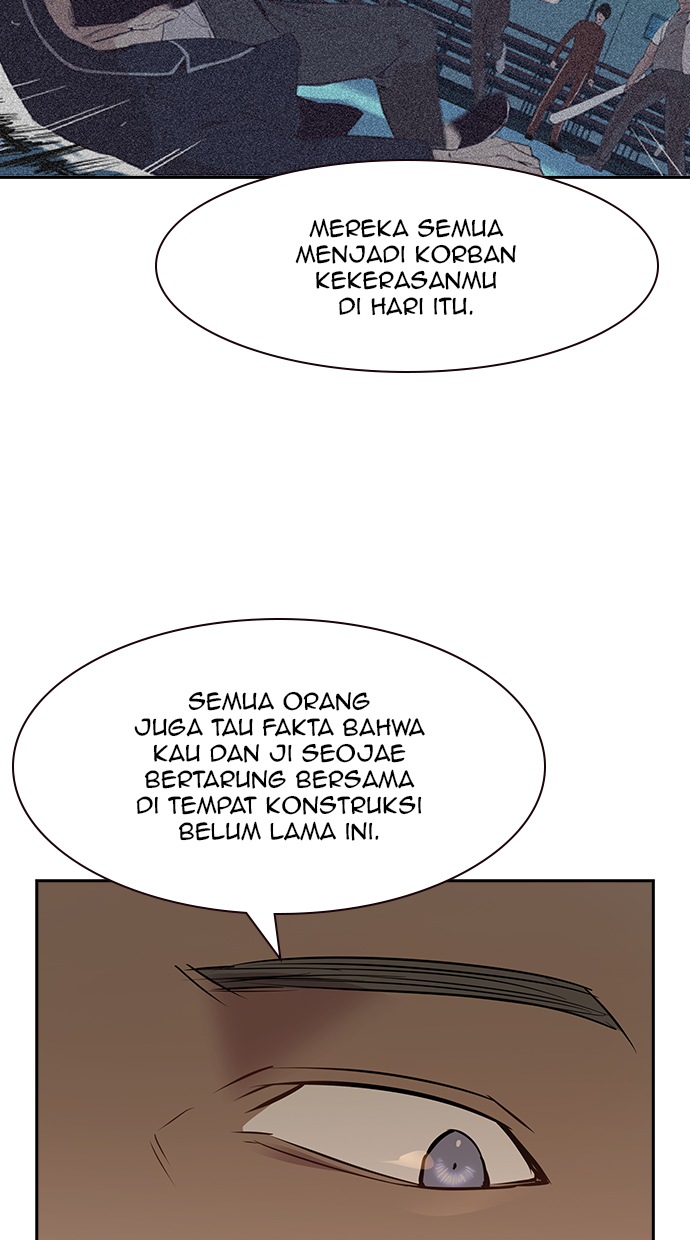 MEREKA SEMUA
MENJADI KORBAN
KEKERASANMU
DI HARI ITU.
SEMUA ORANG
JUGA TAU FAKTA BAHWA
KAU DAN JI SEOJAE
BERTARUNG BERSAMA
DI TEMPAT KONSTRUKSI
BELUM LAMA INI.